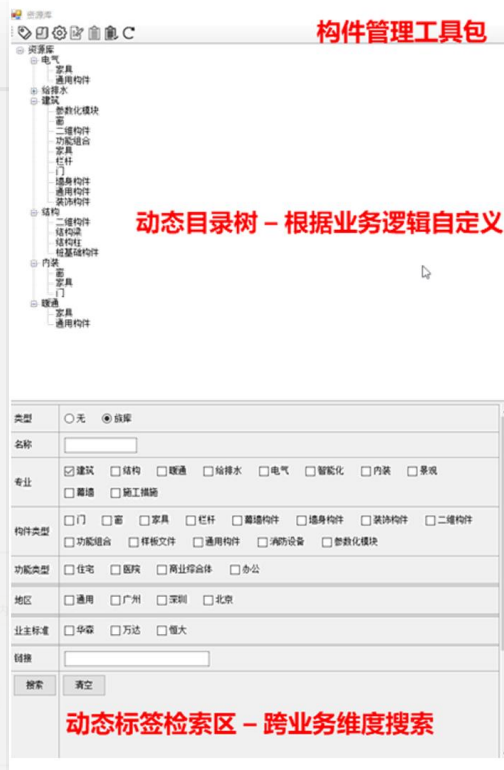 资源库
构件管理工具包
资源库
电气
家具
通用构件
给排水
建筑
参数化模块
窗
二维构件
功能组合
家具
栏杆
门
墙身构件
通用构件
装饰构件
结构
二维构件
结构梁
结构柱
桩基础构件
内装
窗
家具
门
暖通
家具
通用构件
动态目录树 – 根据业务逻辑自定义
类型 无 族库
名称
专业 建筑 结构 暖通 给排水 电气 智能化 内装 景观
幕墙 施工措施
构件类型 门 窗 家具 栏杆 幕墙构件 墙身构件 装饰构件 二维构件
功能组合 样板文件 通用构件 消防设备 参数化模块
功能类型 住宅 医院 商业综合体 办公
地区 通用 广州 深圳 北京
业主标准 华森 万达 恒大
链接
搜索 清空
动态标签检索区 – 跨业务维度搜索